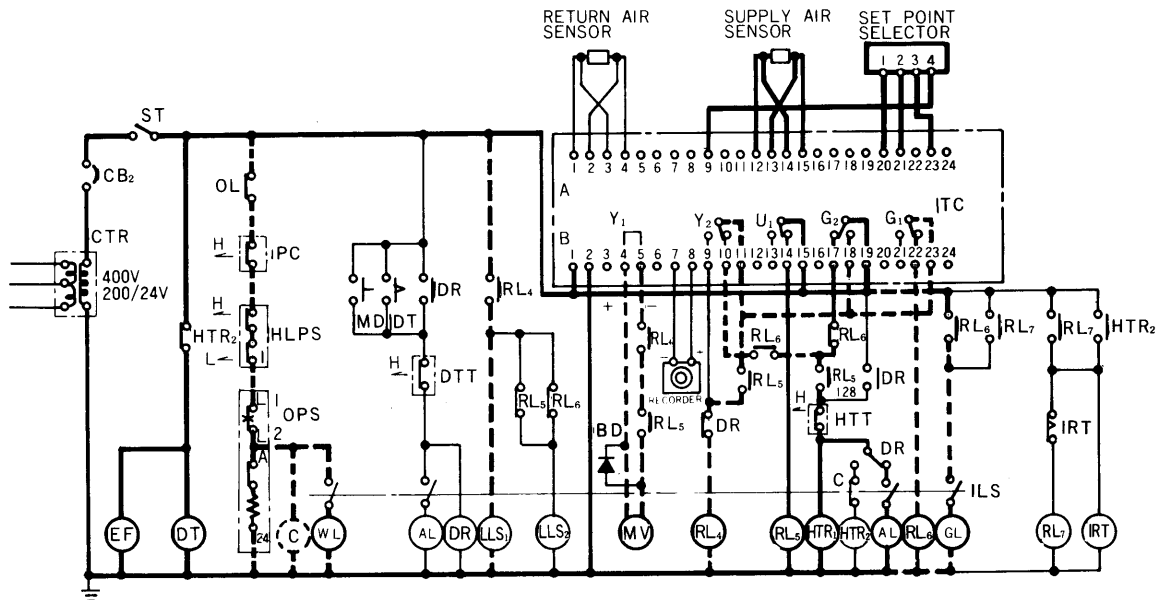 RETURN AIR SENSOR
SUPPLY AIR SENSOR
SET POINT SELECTOR
1 2 3 4
ST
CB2
CTR
400V
200/24V
A
1 2 3 4 5 6 7 8 9 10 11 12 13 14 15 16 17 18 19 20 21 22 23 24
ITC
Y1 Y2 U1 G2 G1
B
1 2 3 4 5 6 7 8 9 10 11 12 13 14 15 16 17 18 19 20 21 22 23 24
OL
H
PC
H
HLPS
L
HTR2
L1
OPS
L2
A
24
MD
DT
DR
H
DTT
RL4
RL5
RL6
+ −
RL4
RL5
BD
− +
RECORDER
RL6
RL5
DR
RL6
RL5
128
DR
H
HTT
DR
C
ILS
RL6
RL7
RL7
HTR2
IRT
EF
DT
C
WL
AL
DR
LLS1
LLS2
MV
RL4
RL5
HTR1
HTR2
AL
RL6
GL
RL7
IRT